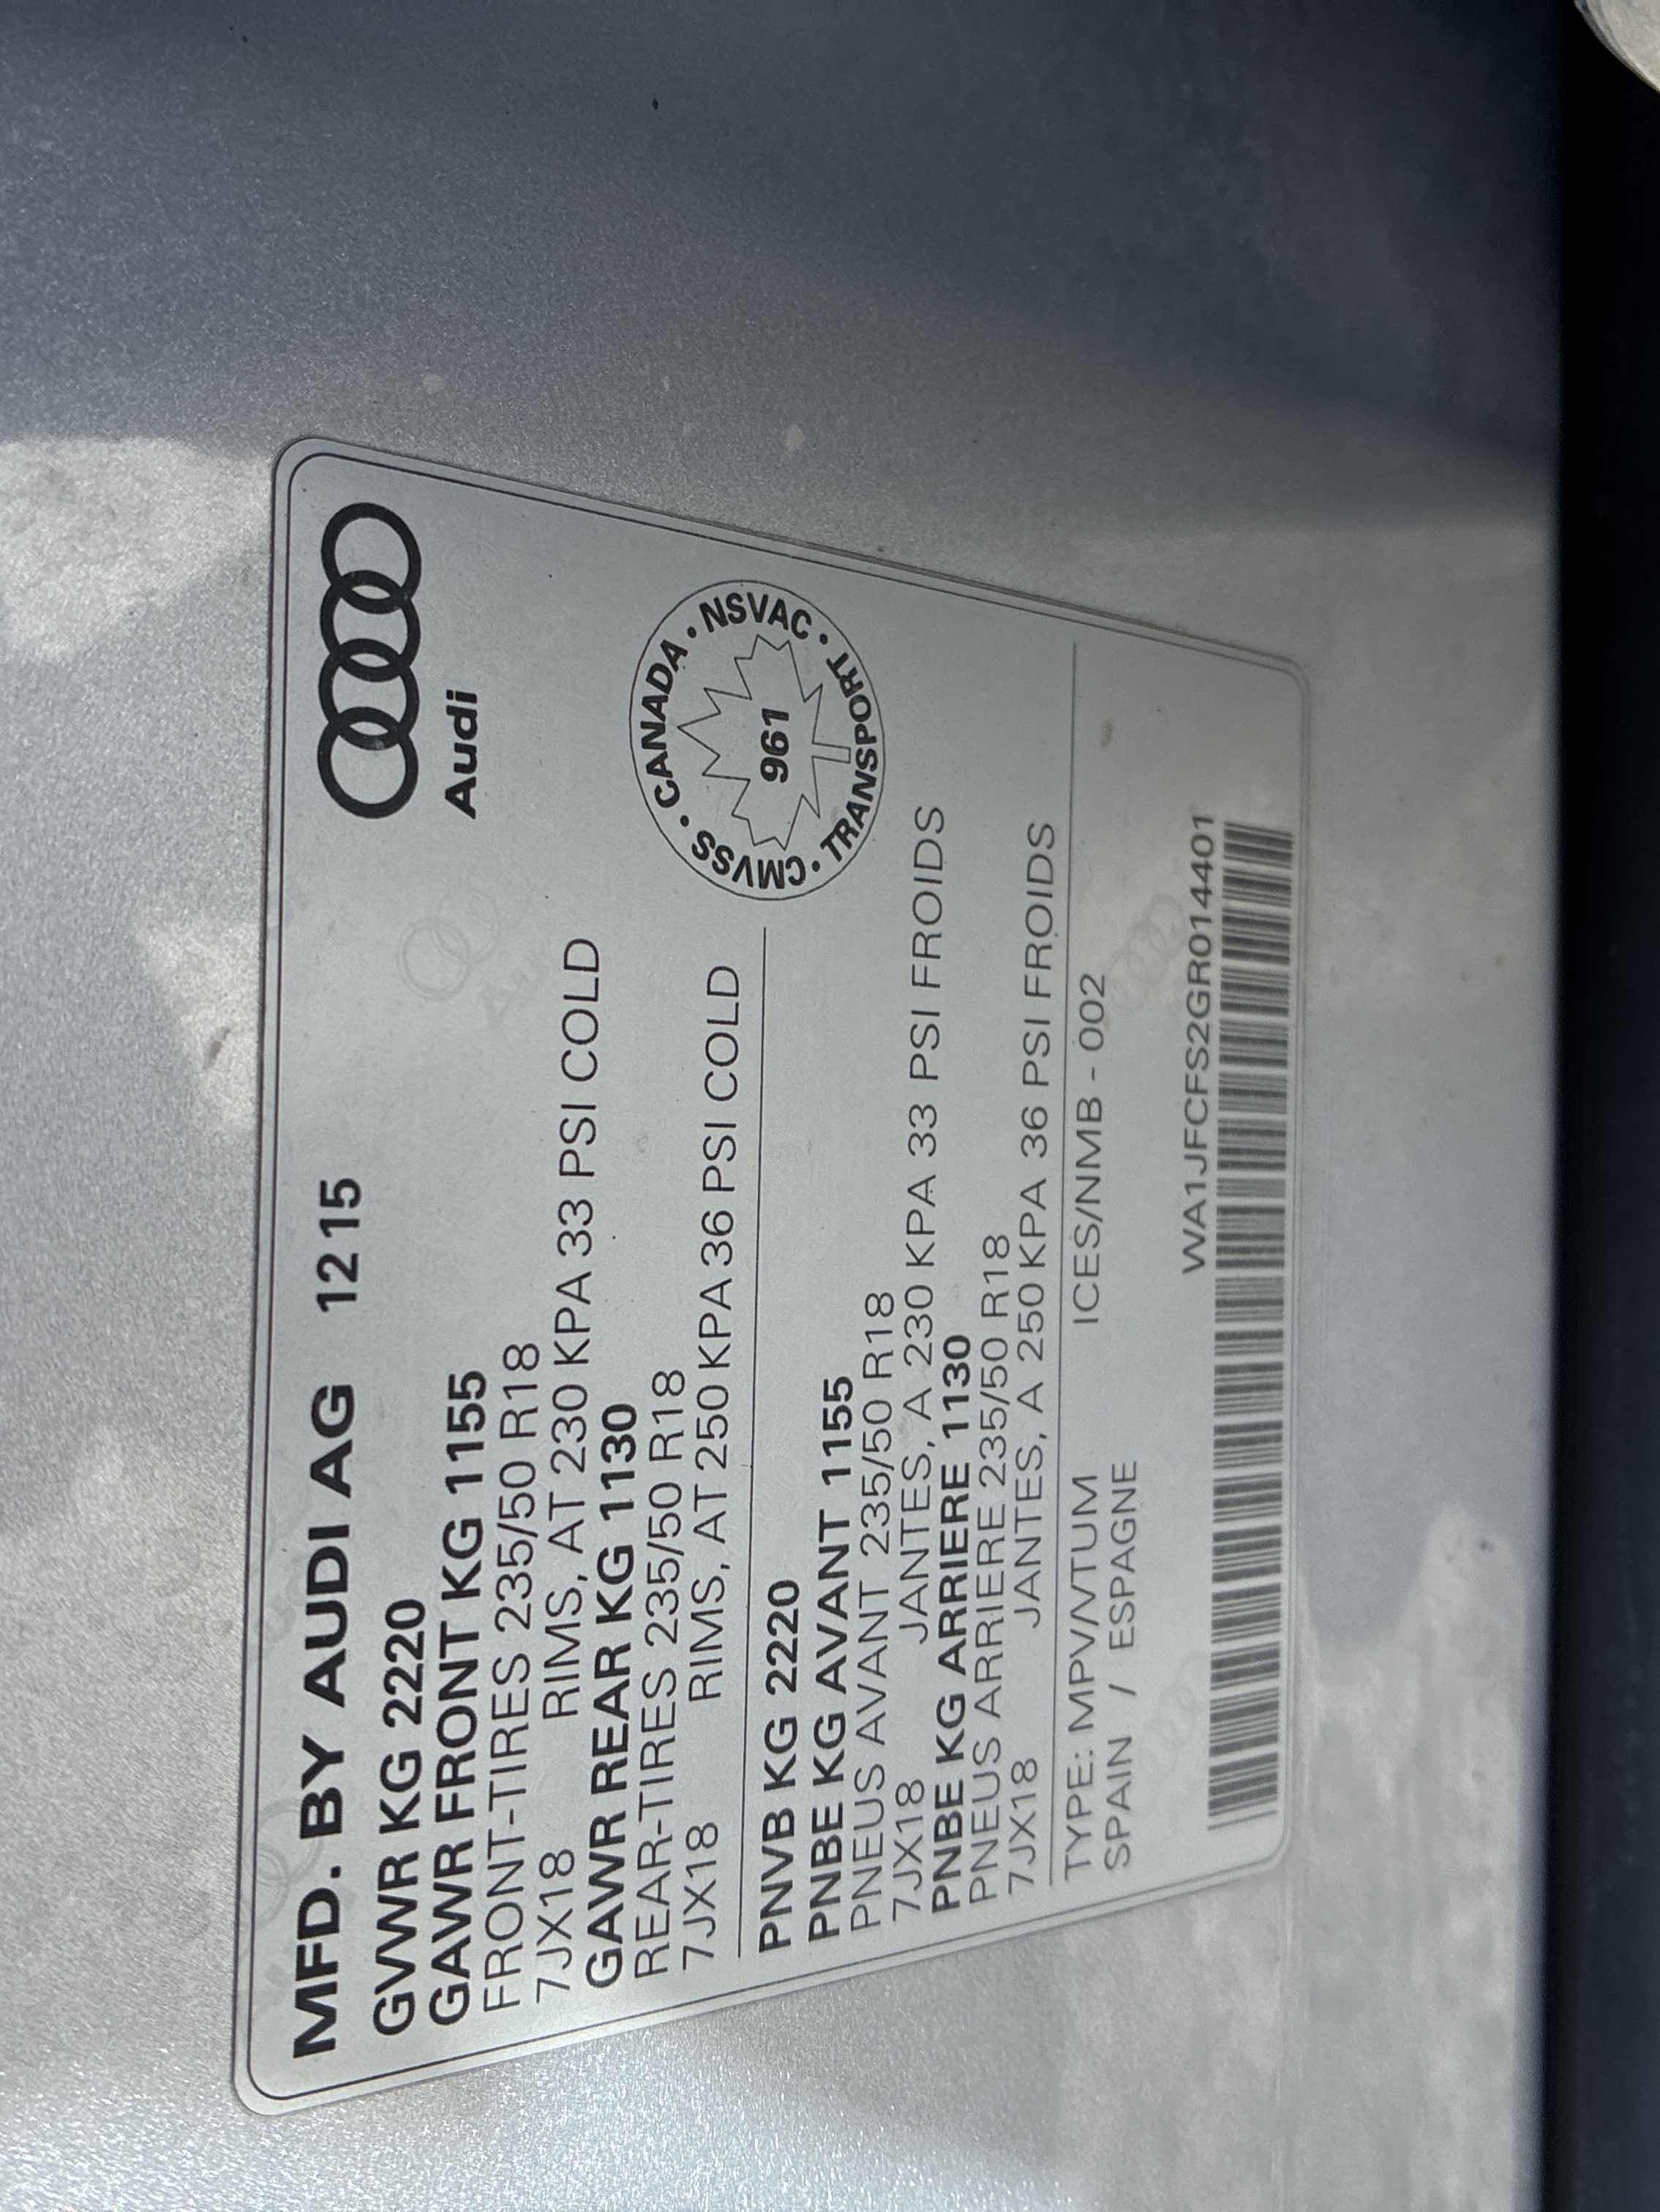 MFD. BY AUDI AG 1215
Audi
GVWR KG 2220
GAWR FRONT KG 1155
FRONT-TIRES 235/50 R18
7JX18 RIMS, AT 230 KPA 33 PSI COLD
GAWR REAR KG 1130
REAR-TIRES 235/50 R18
7JX18 RIMS, AT 250 KPA 36 PSI COLD
CANADA · NSVAC · TRANSPORT · CMVSS ·
961
PNVB KG 2220
PNBE KG AVANT 1155
PNEUS AVANT 235/50 R18
7JX18 JANTES, A 230 KPA 33 PSI FROIDS
PNBE KG ARRIERE 1130
PNEUS ARRIERE 235/50 R18
7JX18 JANTES, A 250 KPA 36 PSI FROIDS
TYPE: MPV/VTUM ICES/NMB - 002
SPAIN / ESPAGNE
WA1JFCFS2GR014401